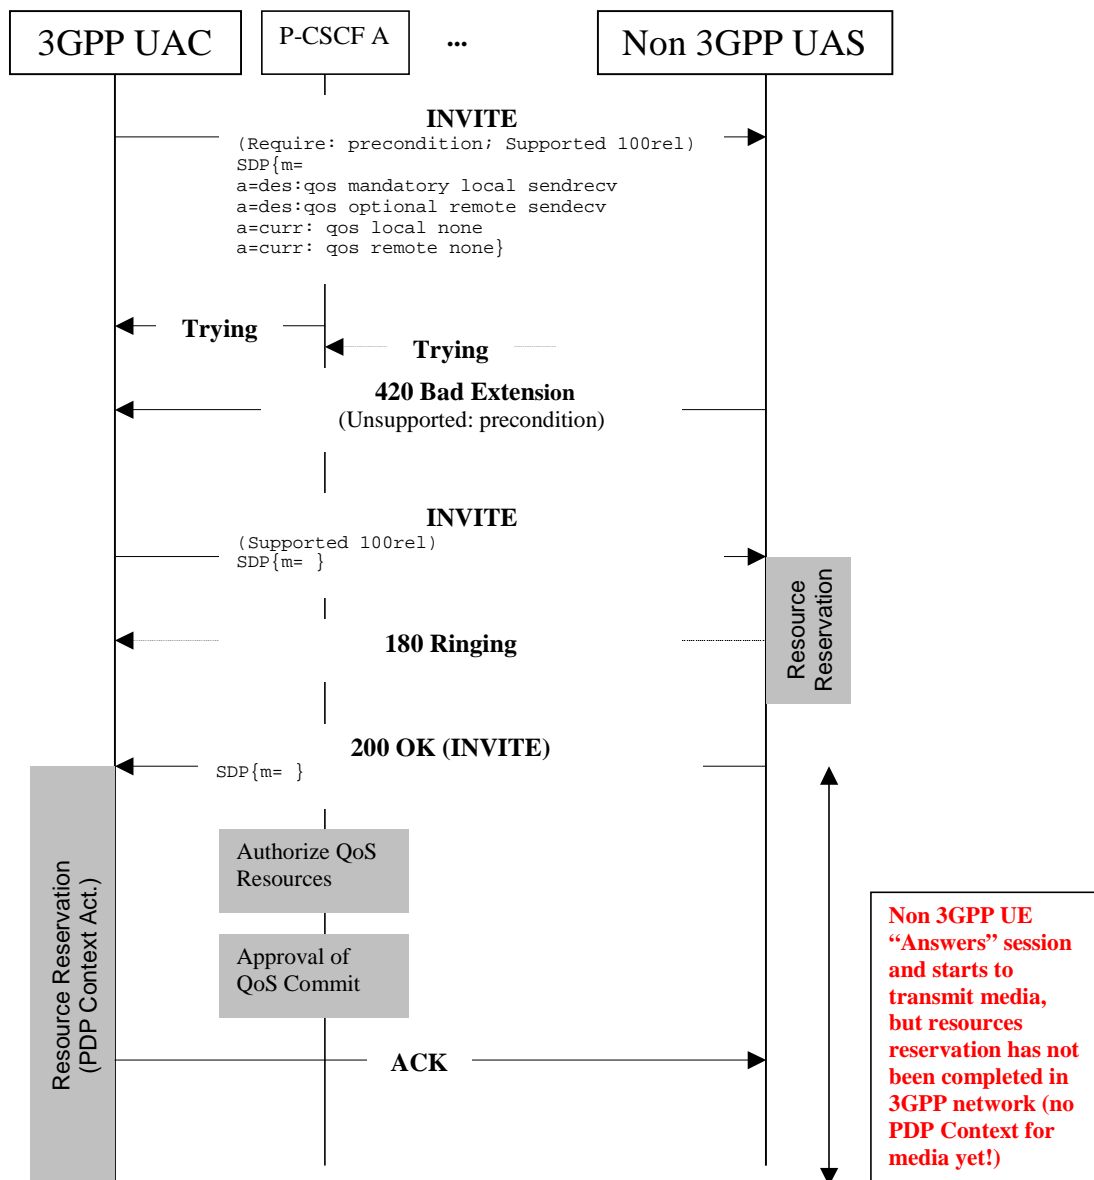 3GPP UAC
P-CSCF A
...
Non 3GPP UAS
INVITE
(Require: precondition; Supported 100rel)
SDP{m=
a=des:qos mandatory local sendrecv
a=des:qos optional remote sendecv
a=curr: qos local none
a=curr: qos remote none}
Trying
Trying
420 Bad Extension
(Unsupported: precondition)
INVITE
(Supported 100rel)
SDP{m= }
Resource
Reservation
180 Ringing
200 OK (INVITE)
SDP{m= }
Resource Reservation
(PDP Context Act.)
Authorize QoS
Resources
Approval of
QoS Commit
ACK
Non 3GPP UE
“Answers” session
and starts to
transmit media,
but resources
reservation has not
been completed in
3GPP network (no
PDP Context for
media yet!)